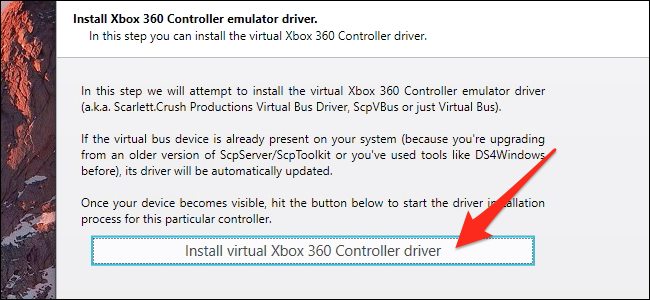 Install Xbox 360 Controller emulator driver.
In this step you can install the virtual Xbox 360 Controller driver.
In this step we will attempt to install the virtual Xbox 360 Controller emulator driver
(a.k.a. Scarlett.Crush Productions Virtual Bus Driver, ScpVBus or just Virtual Bus).
If the virtual bus device is already present on your system (because you're upgrading
from an older version of ScpServer/ScpToolkit or you've used tools like DS4Windows
before), its driver will be automatically updated.
Once your device becomes visible, hit the button below to start the driver installation
process for this particular controller.
Install virtual Xbox 360 Controller driver